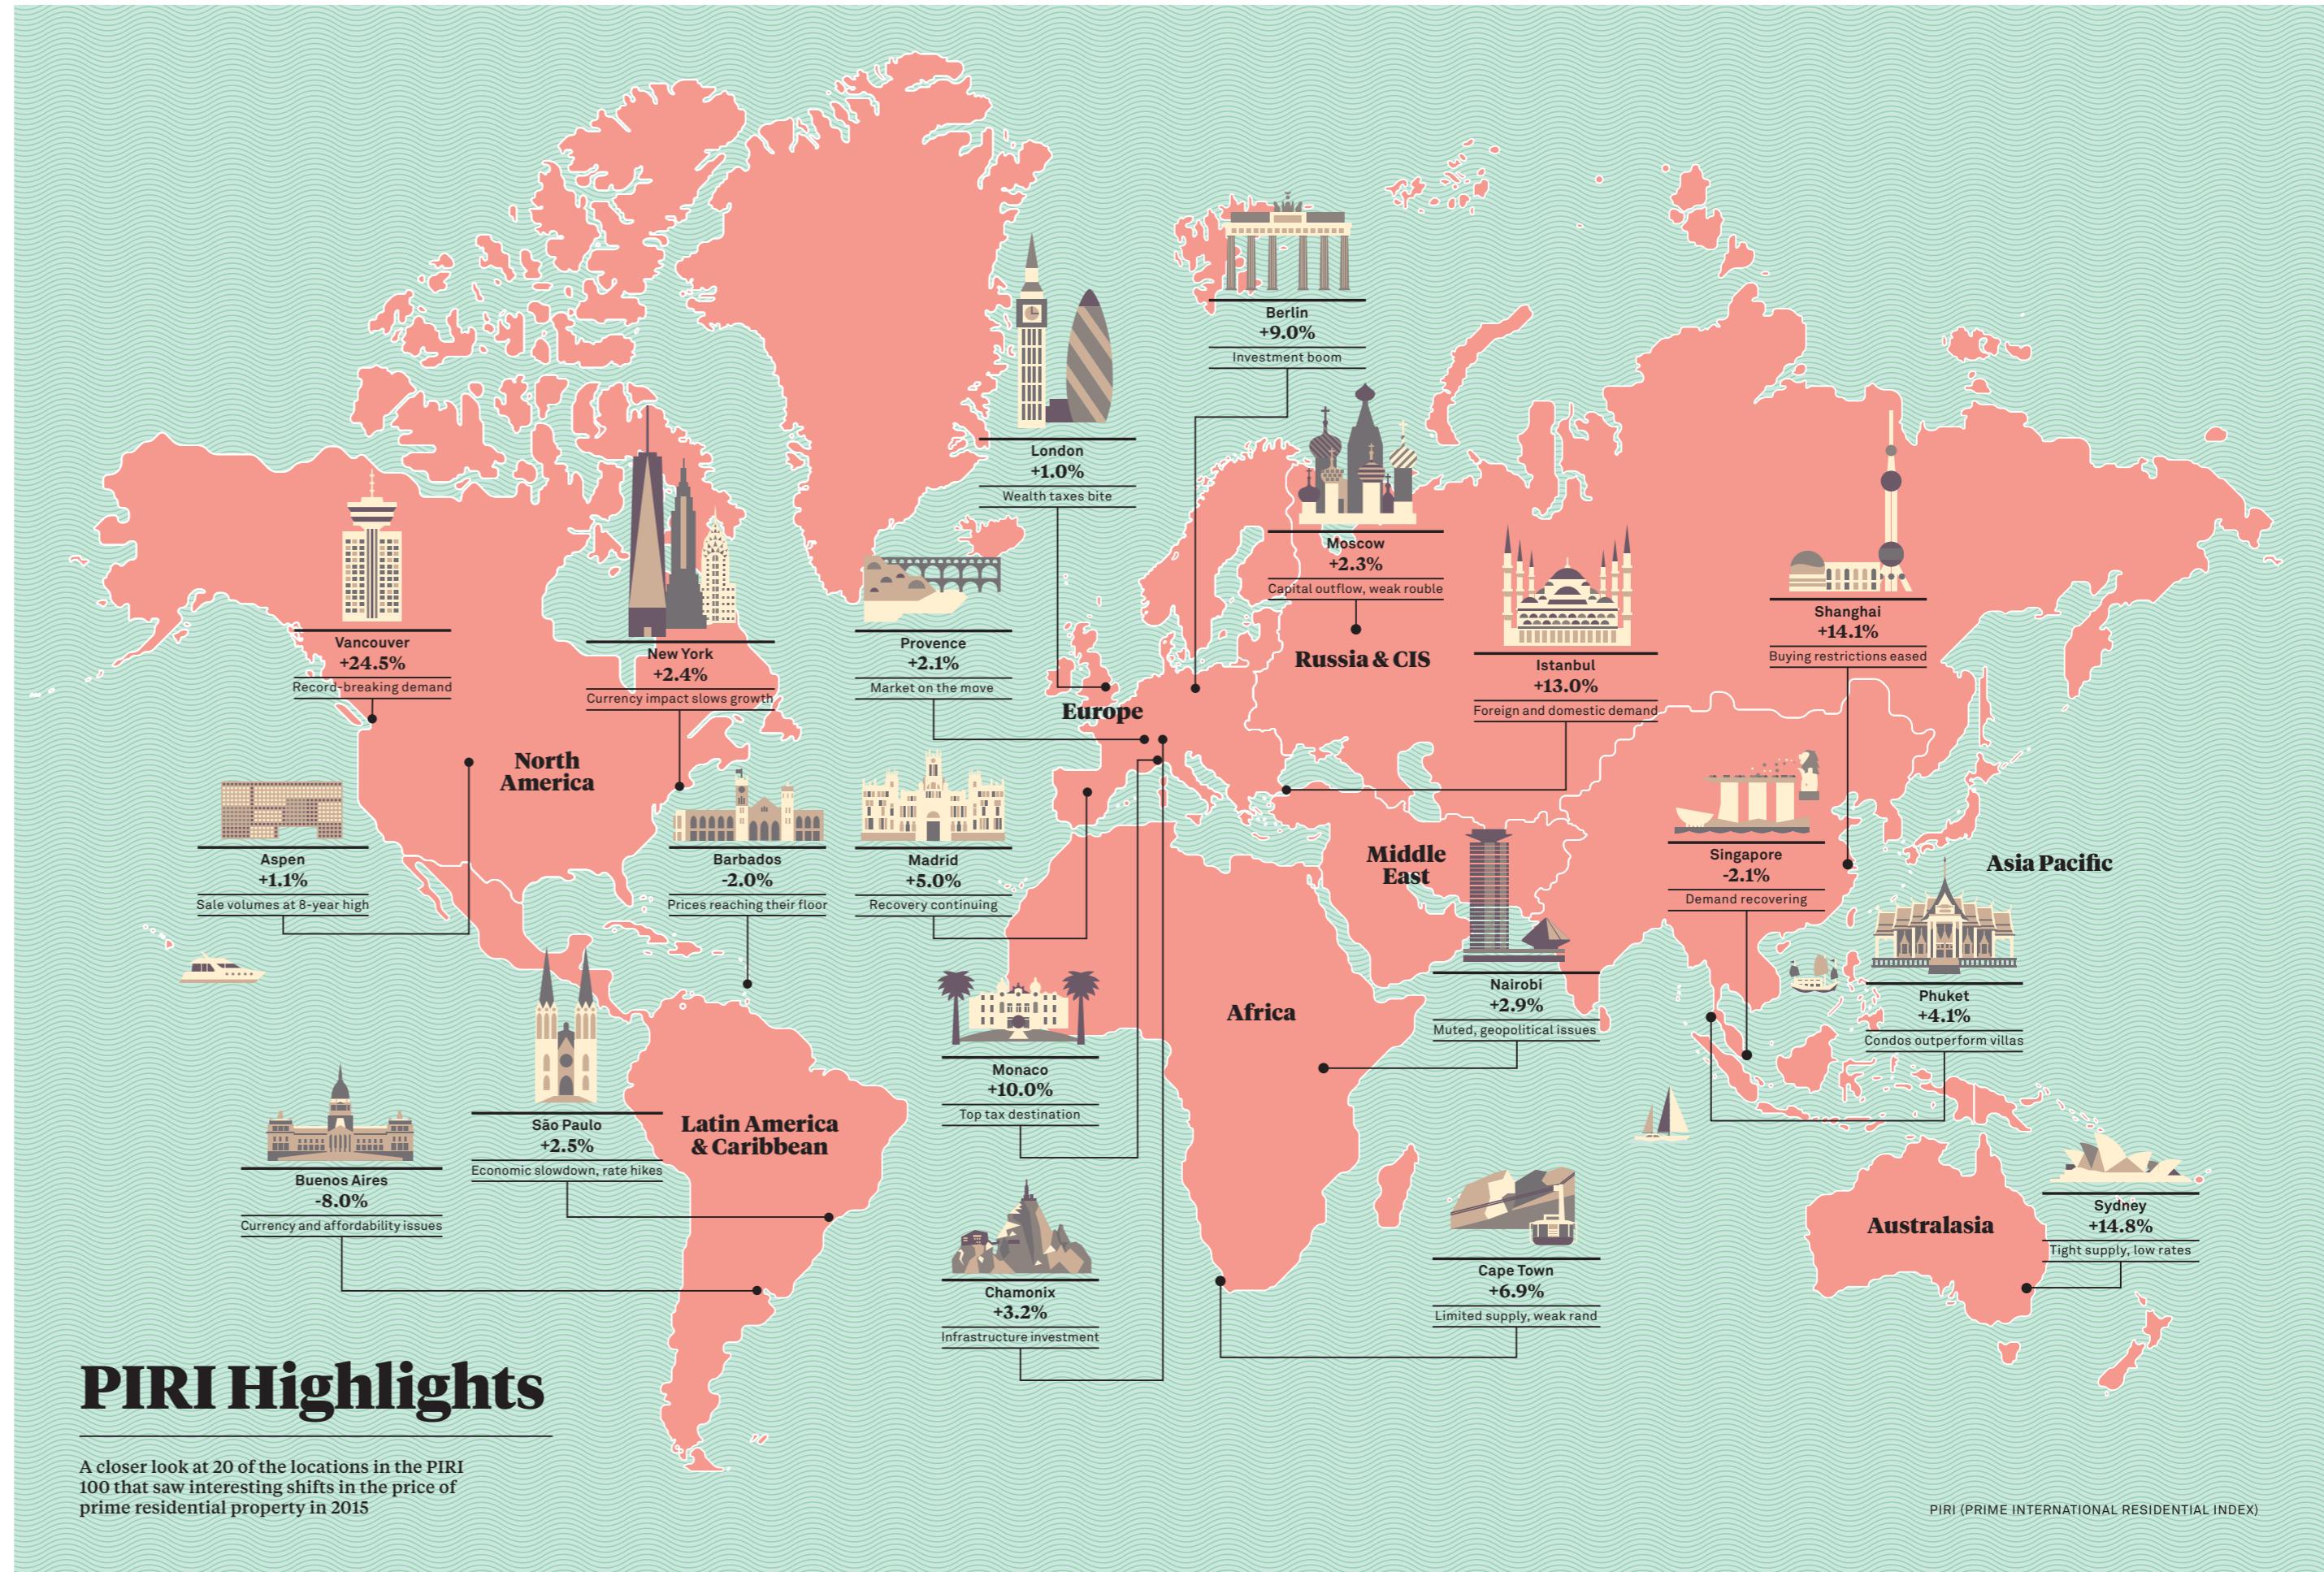 Berlin
+9.0%
Investment boom
London
+1.0%
Wealth taxes bite
Moscow
+2.3%
Capital outflow, weak rouble
Russia & CIS
Istanbul
+13.0%
Foreign and domestic demand
Shanghai
+14.1%
Buying restrictions eased
Vancouver
+24.5%
Record-breaking demand
New York
+2.4%
Currency impact slows growth
Provence
+2.1%
Market on the move
Europe
North
America
Aspen
+1.1%
Sale volumes at 8-year high
Barbados
-2.0%
Prices reaching their floor
Madrid
+5.0%
Recovery continuing
Middle
East
Singapore
-2.1%
Demand recovering
Asia Pacific
Africa
Nairobi
+2.9%
Muted, geopolitical issues
Phuket
+4.1%
Condos outperform villas
Monaco
+10.0%
Top tax destination
São Paulo
+2.5%
Economic slowdown, rate hikes
Latin America
& Caribbean
Buenos Aires
-8.0%
Currency and affordability issues
Chamonix
+3.2%
Infrastructure investment
Cape Town
+6.9%
Limited supply, weak rand
Australasia
Sydney
+14.8%
Tight supply, low rates
PIRI Highlights
A closer look at 20 of the locations in the PIRI
100 that saw interesting shifts in the price of
prime residential property in 2015
PIRI (PRIME INTERNATIONAL RESIDENTIAL INDEX)